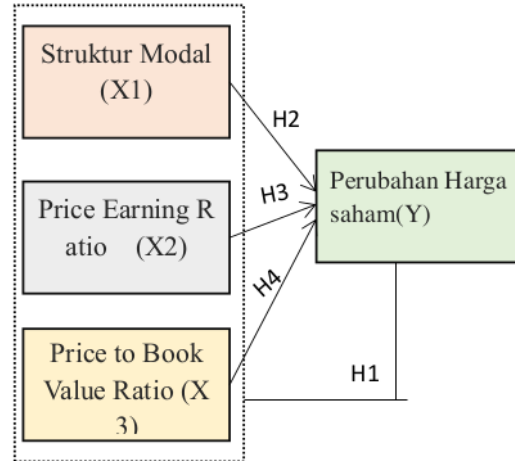 Struktur Modal
(X1)
H2
Perubahan Harga
saham(Y)
H3
Price Earning R
atio (X2)
H4
Price to Book
Value Ratio (X
3)
H1